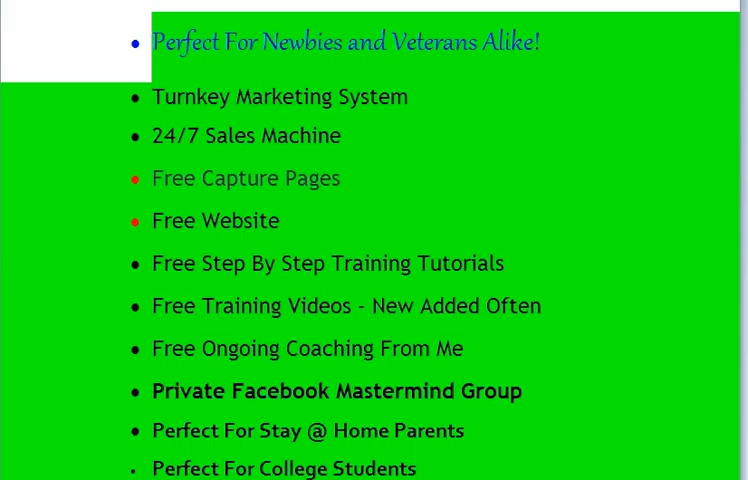 • Perfect For Newbies and Veterans Alike!
• Turnkey Marketing System
• 24/7 Sales Machine
• Free Capture Pages
• Free Website
• Free Step By Step Training Tutorials
• Free Training Videos - New Added Often
• Free Ongoing Coaching From Me
• Private Facebook Mastermind Group
• Perfect For Stay @ Home Parents
• Perfect For College Students